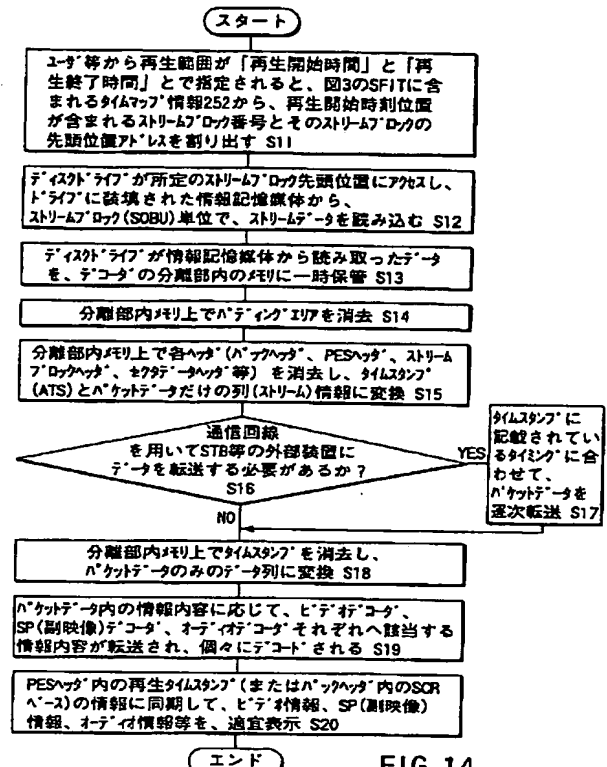 スタート
ユーザ等から再生範囲が「再生開始時間」と「再
生終了時間」とで指定されると、図3のSFITに含
まれるタイムマップ情報252から、再生開始時刻位置
が含まれるストリームブロック番号とそのストリームブロックの
先頭位置アドレスを割り出す S11
ディスクドライブが所定のストリームブロック先頭位置にアクセスし、
ドライブに装填された情報記憶媒体から、
ストリームブロック(SOBU)単位で、ストリームデータを読み込む S12
ディスクドライブが情報記憶媒体から読み取ったデータ
を、デコーダの分離部内のメモリに一時保管 S13
分離部内メモリ上でパディングエリアを消去 S14
分離部内メモリ上で各ヘッダ(パックヘッダ、PESヘッダ、ストリーム
ブロックヘッダ、セクタデータヘッダ等)を消去し、タイムスタンプ
(ATS)とパケットデータだけの列(ストリーム)情報に変換 S15
通信回線
を用いてSTB等の外部装置に
データを転送する必要があるか?
S16
YES
タイムスタンプに
記載されてい
るタイミングに合
わせて、
パケットデータを
逐次転送 S17
NO
分離部内メモリ上でタイムスタンプを消去し、
パケットデータのみのデータ列に変換 S18
パケットデータ内の情報内容に応じて、ビデオデコーダ、
SP(副映像)デコーダ、オーディオデコーダそれぞれへ該当する
情報内容が転送され、個々にデコードされる S19
PESヘッダ内の再生タイムスタンプ(またはパックヘッダ内のSCR
ベース)の情報に同期して、ビデオ情報、SP(副映像)
情報、オーディオ情報等を、適宜表示 S20
エンド
FIG. 14